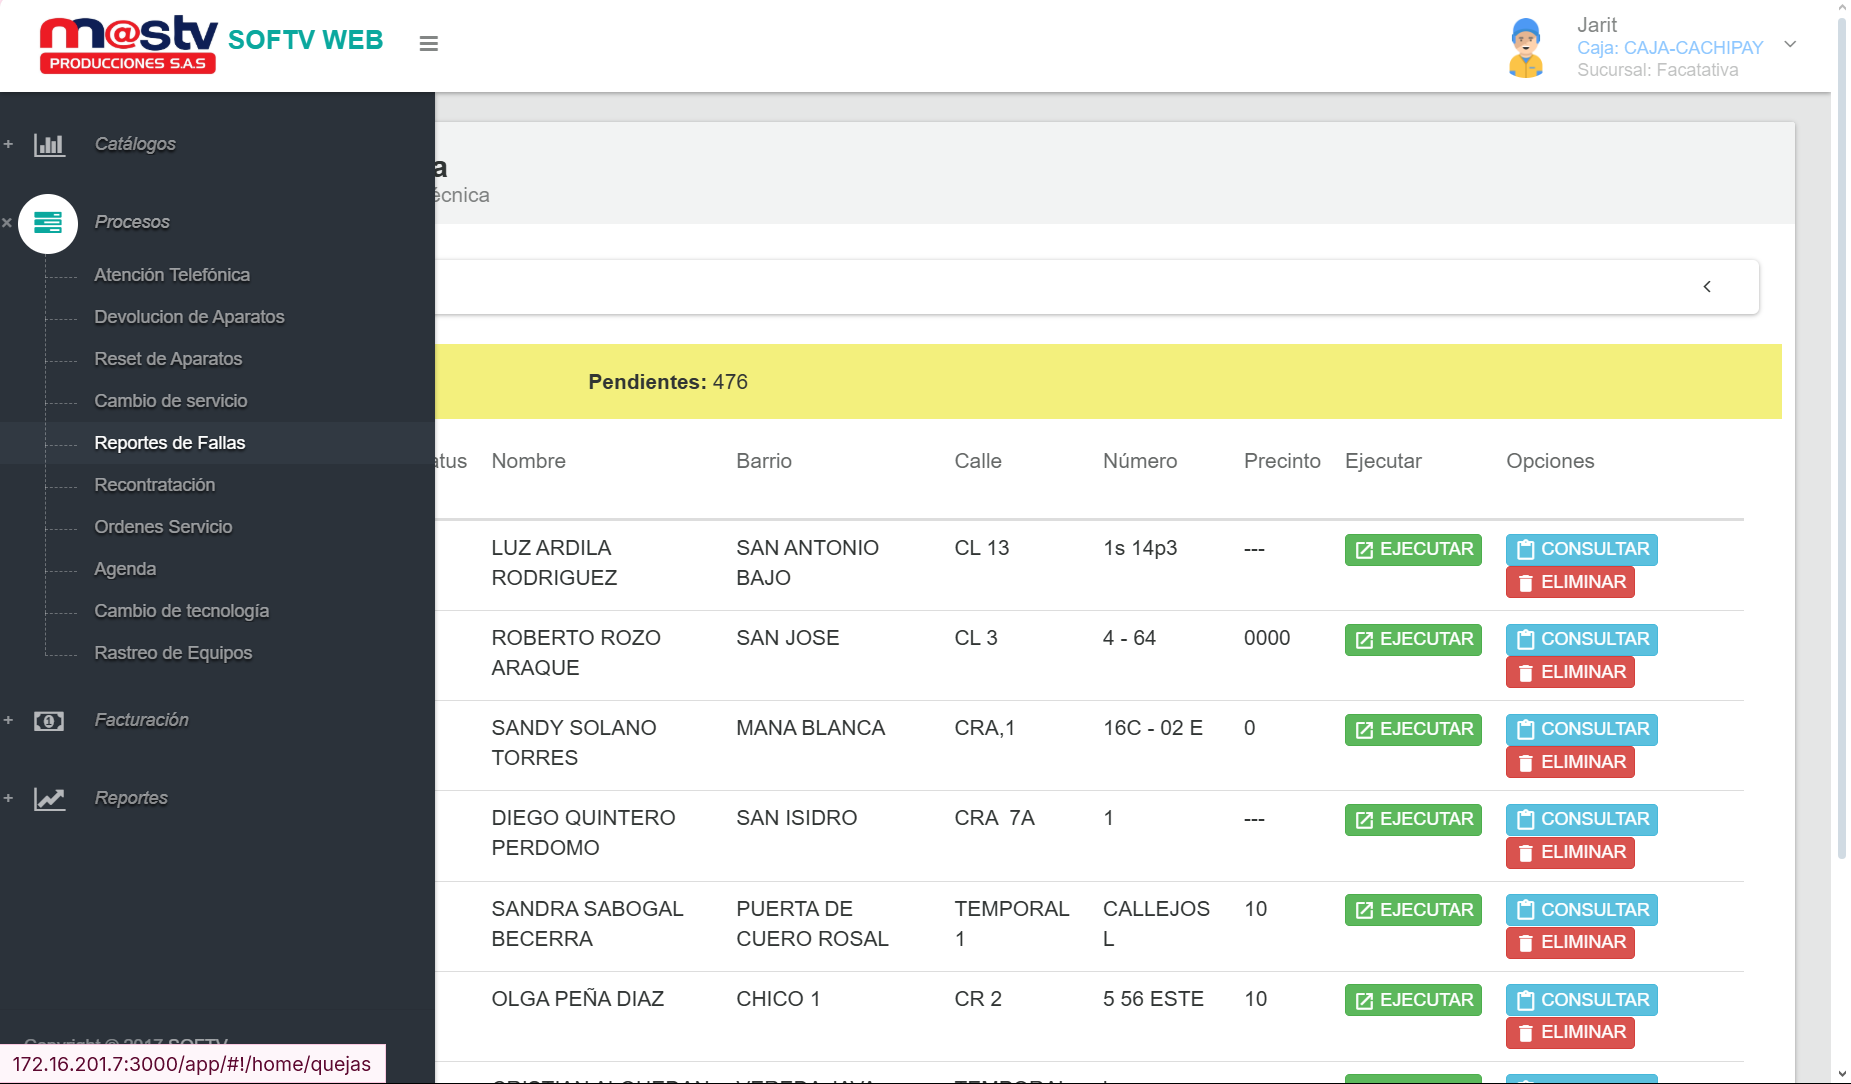 m@stv
PRODUCCIONES S.A.S
SOFTV WEB
Jarit
Caja: CAJA-CACHIPAY
Sucursal: Facatativa
+ Catálogos
× Procesos
Atención Telefónica
Devolucion de Aparatos
Reset de Aparatos
Cambio de servicio
Reportes de Fallas
Recontratación
Ordenes Servicio
Agenda
Cambio de tecnología
Rastreo de Equipos
+ Facturación
+ Reportes
Copyright © 2017 SOFTV
172.16.201.7:3000/app/#!/home/quejas
a
écnica
Pendientes: 476
atus Nombre Barrio Calle Número Precinto Ejecutar Opciones
LUZ ARDILA SAN ANTONIO CL 13 1s 14p3 --- EJECUTAR CONSULTAR
RODRIGUEZ BAJO ELIMINAR
ROBERTO ROZO SAN JOSE CL 3 4 - 64 0000 EJECUTAR CONSULTAR
ARAQUE ELIMINAR
SANDY SOLANO MANA BLANCA CRA,1 16C - 02 E 0 EJECUTAR CONSULTAR
TORRES ELIMINAR
DIEGO QUINTERO SAN ISIDRO CRA 7A 1 --- EJECUTAR CONSULTAR
PERDOMO ELIMINAR
SANDRA SABOGAL PUERTA DE TEMPORAL CALLEJOS 10 EJECUTAR CONSULTAR
BECERRA CUERO ROSAL 1 L ELIMINAR
OLGA PEÑA DIAZ CHICO 1 CR 2 5 56 ESTE 10 EJECUTAR CONSULTAR
ELIMINAR